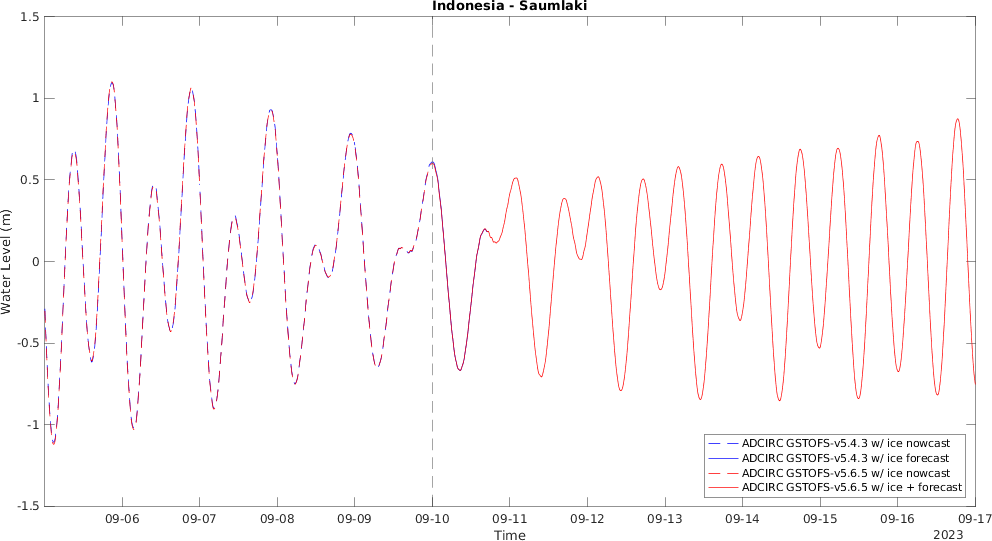 Indonesia - Saumlaki
1.5
1
0.5
0
-0.5
-1
-1.5
Water Level (m)
ADCIRC GSTOFS-v5.4.3 w/ ice nowcast
ADCIRC GSTOFS-v5.4.3 w/ ice forecast
ADCIRC GSTOFS-v5.6.5 w/ ice nowcast
ADCIRC GSTOFS-v5.6.5 w/ ice + forecast
09-06 09-07 09-08 09-09 09-10 09-11 09-12 09-13 09-14 09-15 09-16 09-17
Time
2023